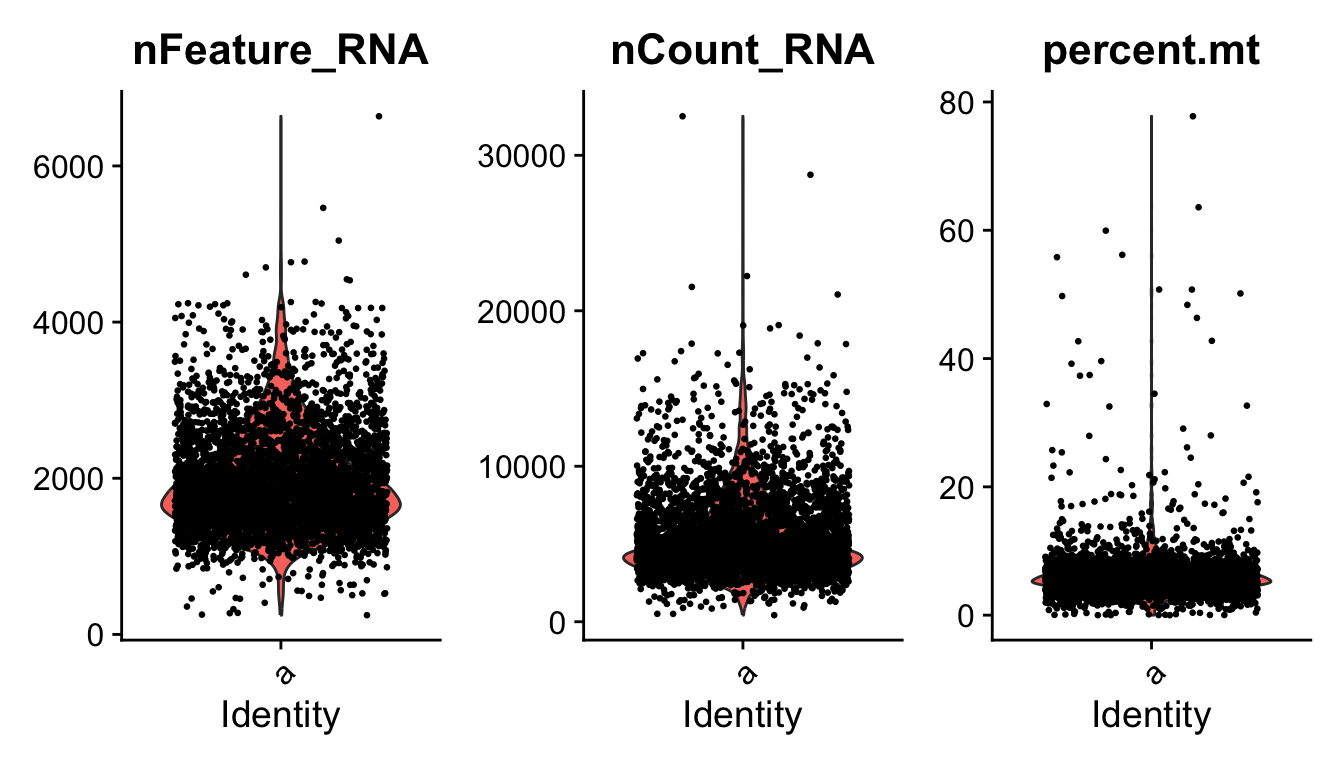 nFeature_RNA
6000
4000
2000
0
a
Identity
nCount_RNA
30000
20000
10000
0
a
Identity
percent.mt
80
60
40
20
0
a
Identity